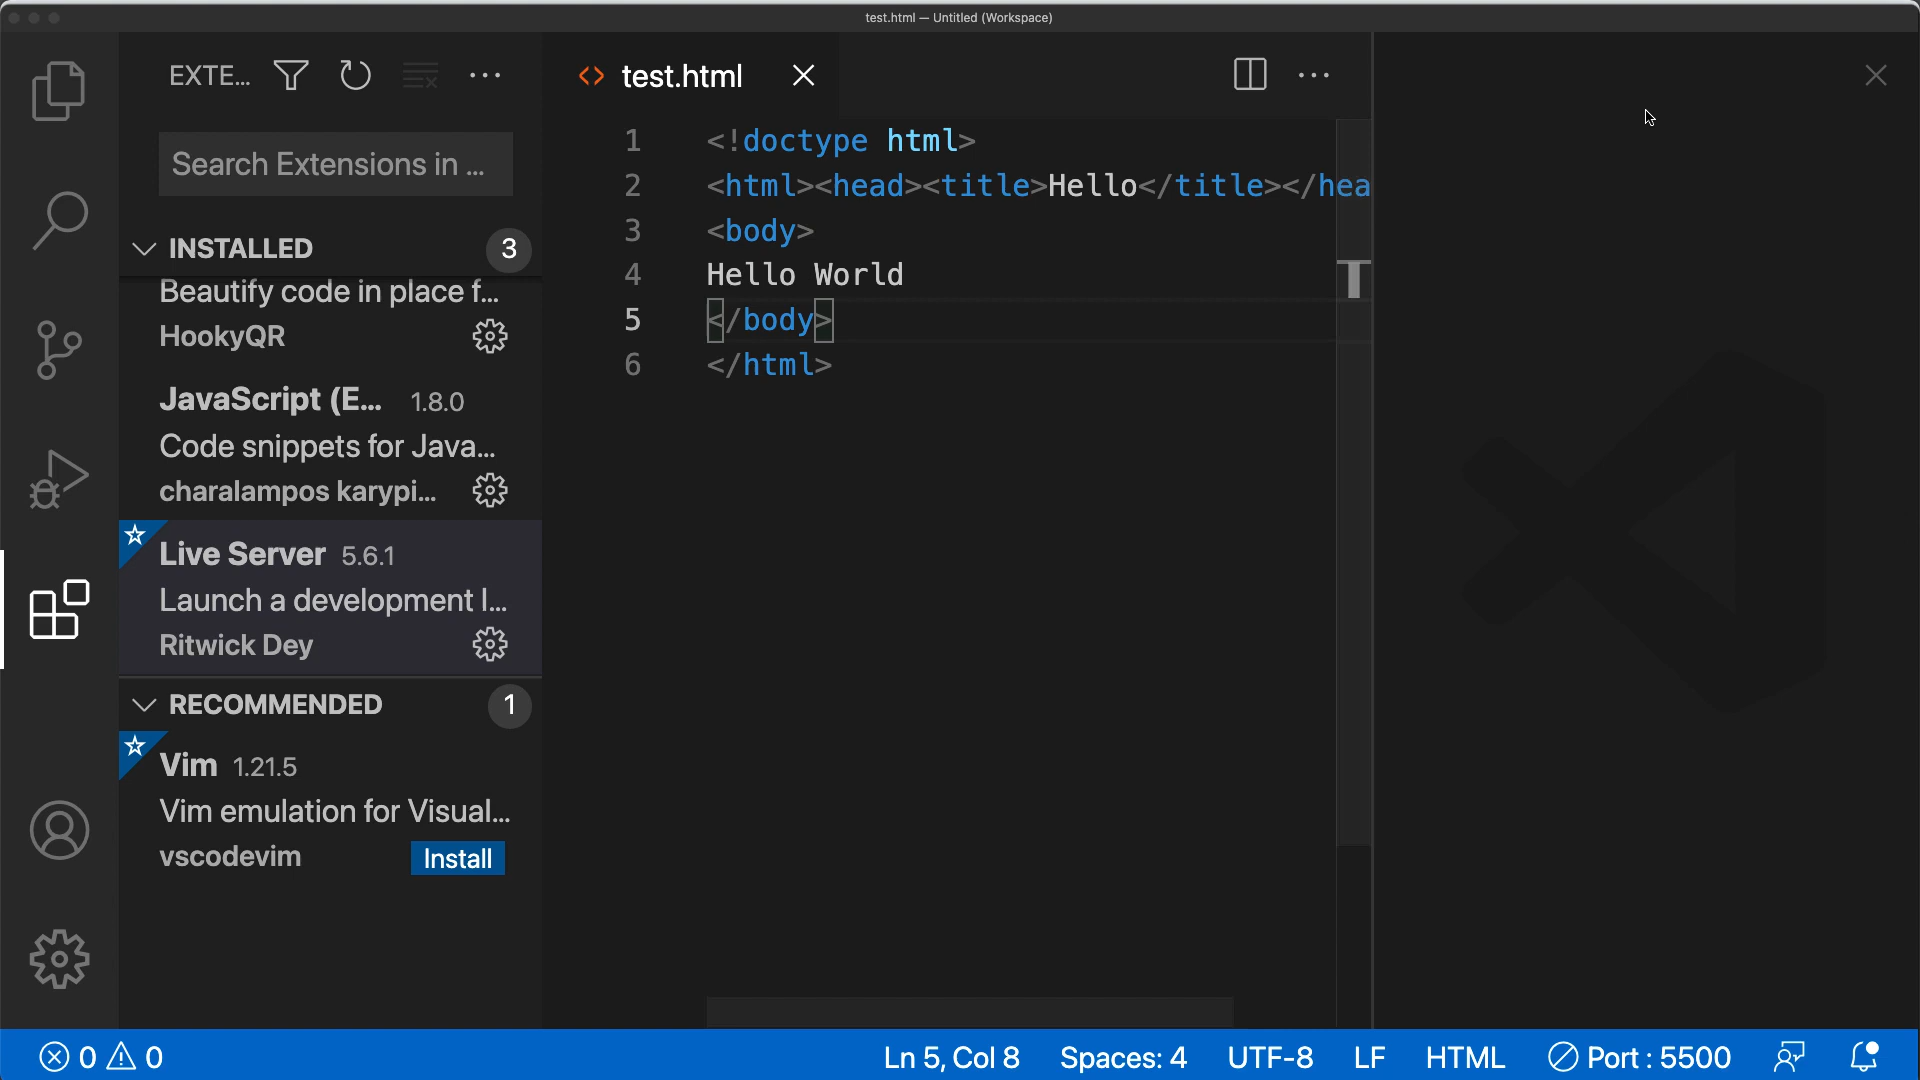 test.html — Untitled (Workspace)
EXTE...
Search Extensions in ...
INSTALLED 3
Beautify code in place f...
HookyQR
JavaScript (E... 1.8.0
Code snippets for Java...
charalampos karypi...
Live Server 5.6.1
Launch a development l...
Ritwick Dey
RECOMMENDED 1
Vim 1.21.5
Vim emulation for Visual...
vscodevim Install
test.html
1 <!doctype html>
2 <html><head><title>Hello</title></hea
3 <body>
4 Hello World
5 </body>
6 </html>
0 0 Ln 5, Col 8 Spaces: 4 UTF-8 LF HTML Port : 5500